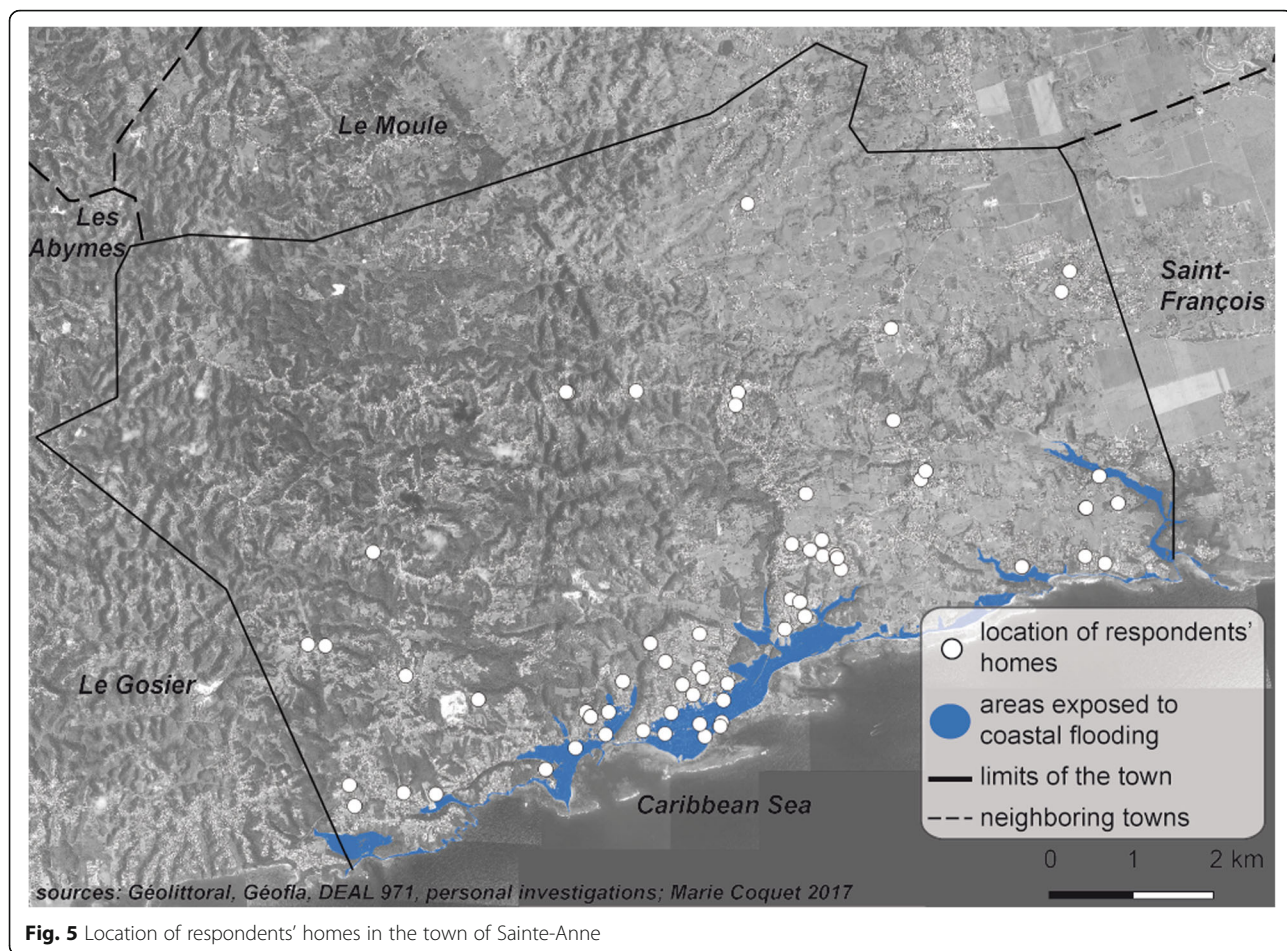 Le Moule
Les
Abymes
Saint-
François
Le Gosier
Caribbean Sea
location of respondents'
homes
areas exposed to
coastal flooding
limits of the town
neighboring towns
0 1 2 km
sources: Géolittoral, Géofla, DEAL 971, personal investigations; Marie Coquet 2017
Fig. 5 Location of respondents' homes in the town of Sainte-Anne